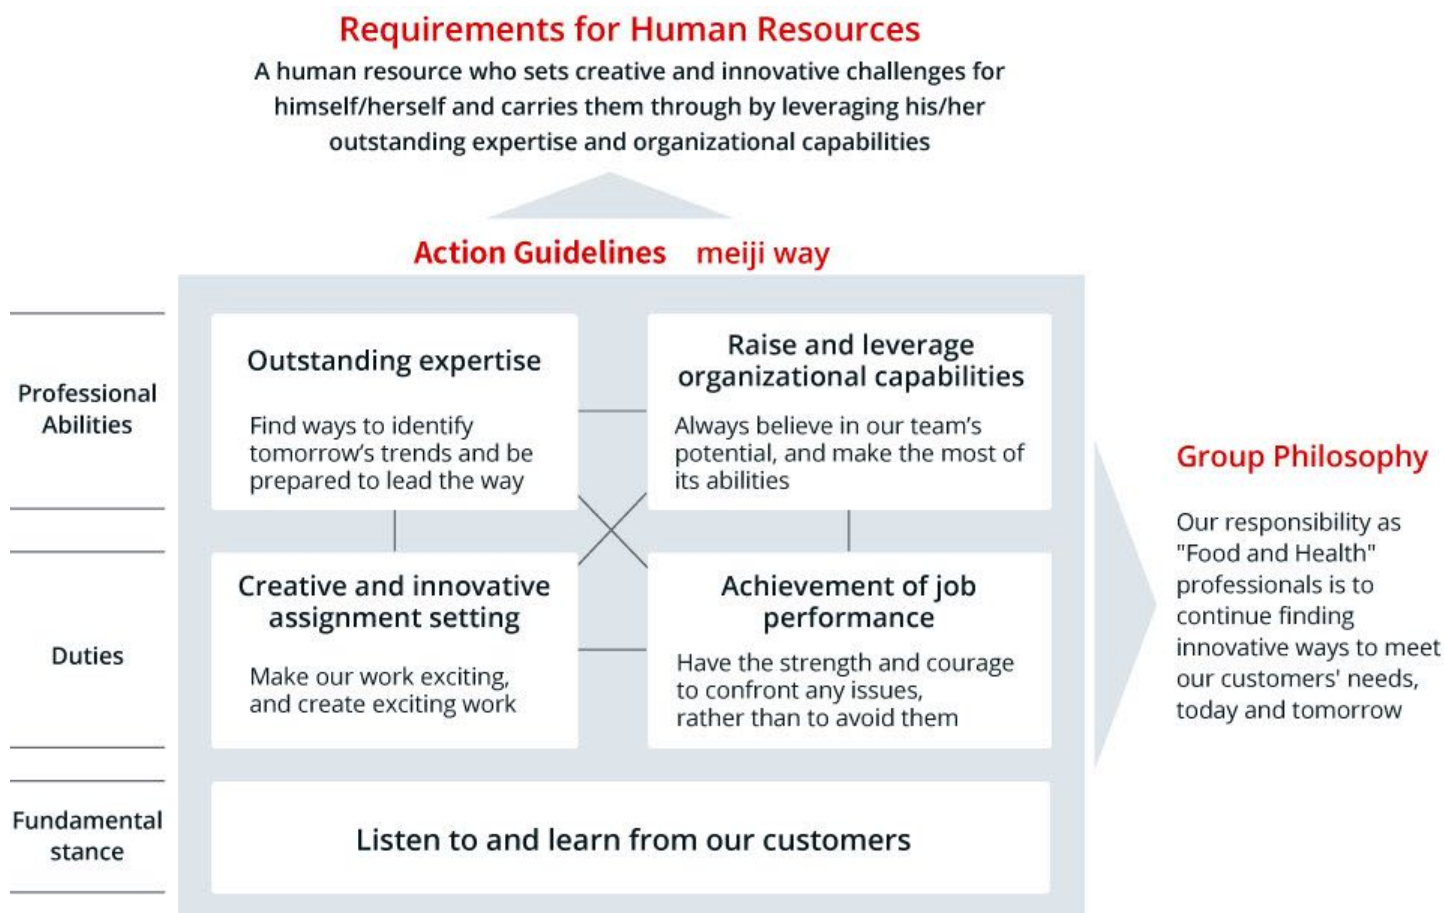 Requirements for Human Resources
A human resource who sets creative and innovative challenges for
himself/herself and carries them through by leveraging his/her
outstanding expertise and organizational capabilities
Action Guidelines meiji way
Professional
Abilities
Outstanding expertise
Find ways to identify
tomorrow’s trends and be
prepared to lead the way
Raise and leverage
organizational capabilities
Always believe in our team’s
potential, and make the most of
its abilities
Duties
Creative and innovative
assignment setting
Make our work exciting,
and create exciting work
Achievement of job
performance
Have the strength and courage
to confront any issues,
rather than to avoid them
Fundamental
stance
Listen to and learn from our customers
Group Philosophy
Our responsibility as
"Food and Health"
professionals is to
continue finding
innovative ways to meet
our customers' needs,
today and tomorrow